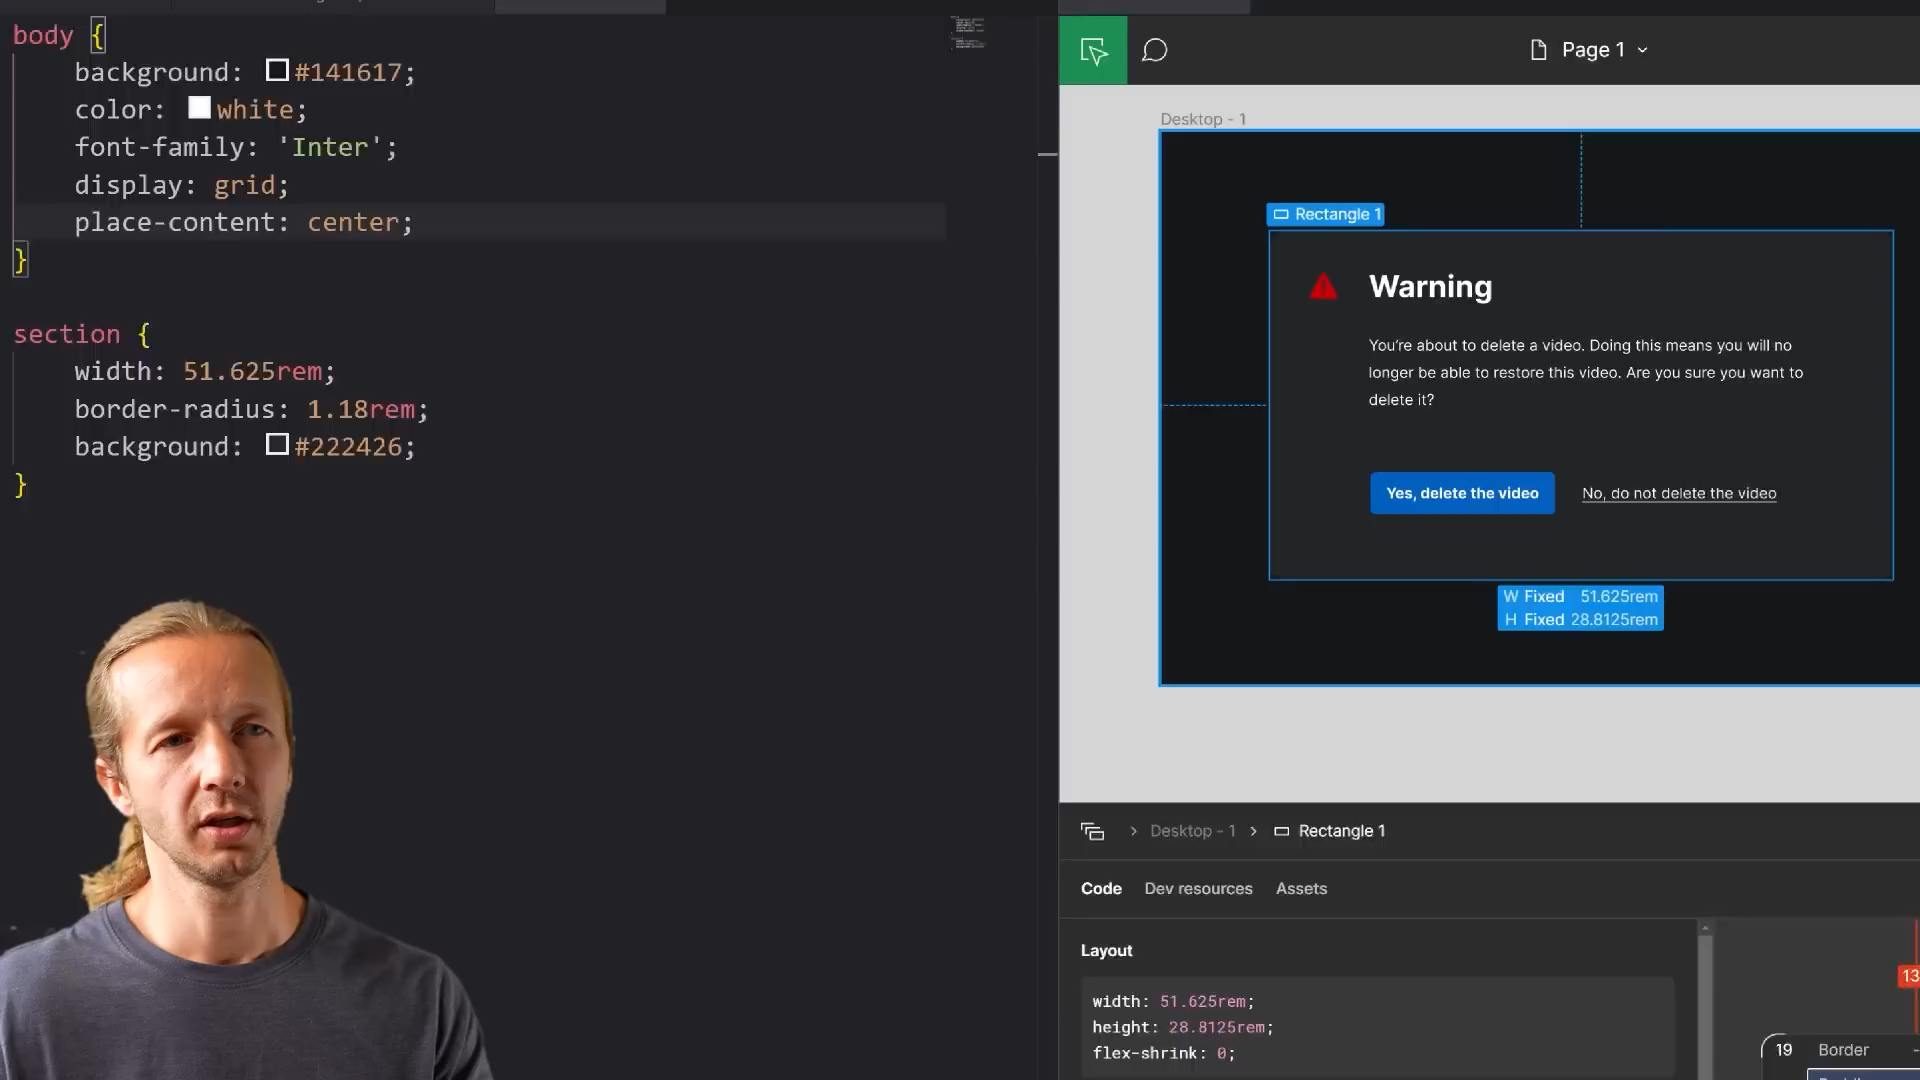 body {
background: #141617;
color: white;
font-family: 'Inter';
display: grid;
place-content: center;
}
section {
width: 51.625rem;
border-radius: 1.18rem;
background: #222426;
}
Page 1
Desktop - 1
Rectangle 1
Warning
You're about to delete a video. Doing this means you will no
longer be able to restore this video. Are you sure you want to
delete it?
Yes, delete the video
No, do not delete the video
W Fixed 51.625rem
H Fixed 28.8125rem
Desktop - 1 > Rectangle 1
Code Dev resources Assets
Layout
width: 51.625rem;
height: 28.8125rem;
flex-shrink: 0;
13
19 Border -